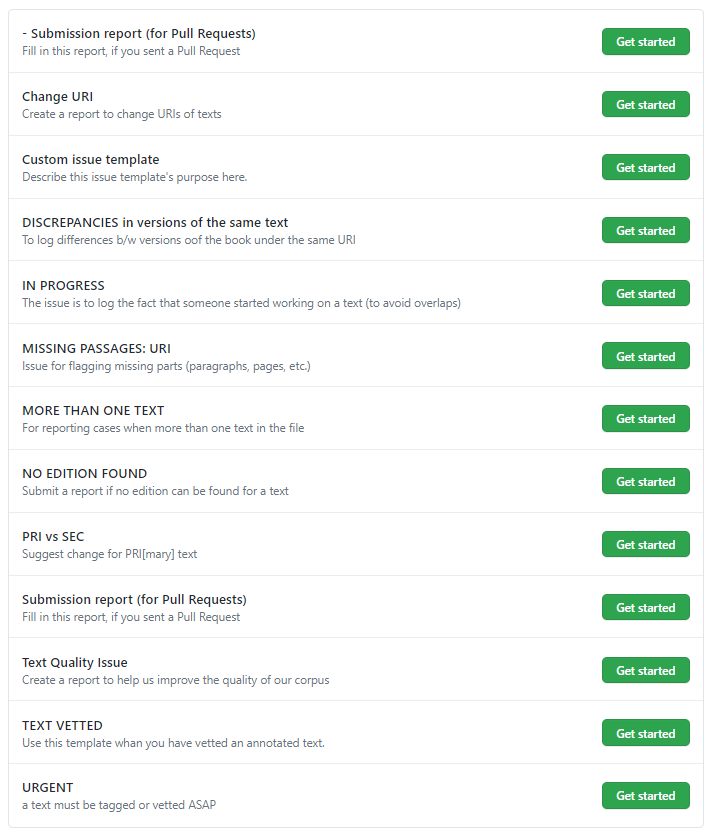 - Submission report (for Pull Requests)
Fill in this report, if you sent a Pull Request
Get started
Change URI
Create a report to change URIs of texts
Get started
Custom issue template
Describe this issue template's purpose here.
Get started
DISCREPANCIES in versions of the same text
To log differences b/w versions oof the book under the same URI
Get started
IN PROGRESS
The issue is to log the fact that someone started working on a text (to avoid overlaps)
Get started
MISSING PASSAGES: URI
Issue for flagging missing parts (paragraphs, pages, etc.)
Get started
MORE THAN ONE TEXT
For reporting cases when more than one text in the file
Get started
NO EDITION FOUND
Submit a report if no edition can be found for a text
Get started
PRI vs SEC
Suggest change for PRI[mary] text
Get started
Submission report (for Pull Requests)
Fill in this report, if you sent a Pull Request
Get started
Text Quality Issue
Create a report to help us improve the quality of our corpus
Get started
TEXT VETTED
Use this template whan you have vetted an annotated text.
Get started
URGENT
a text must be tagged or vetted ASAP
Get started